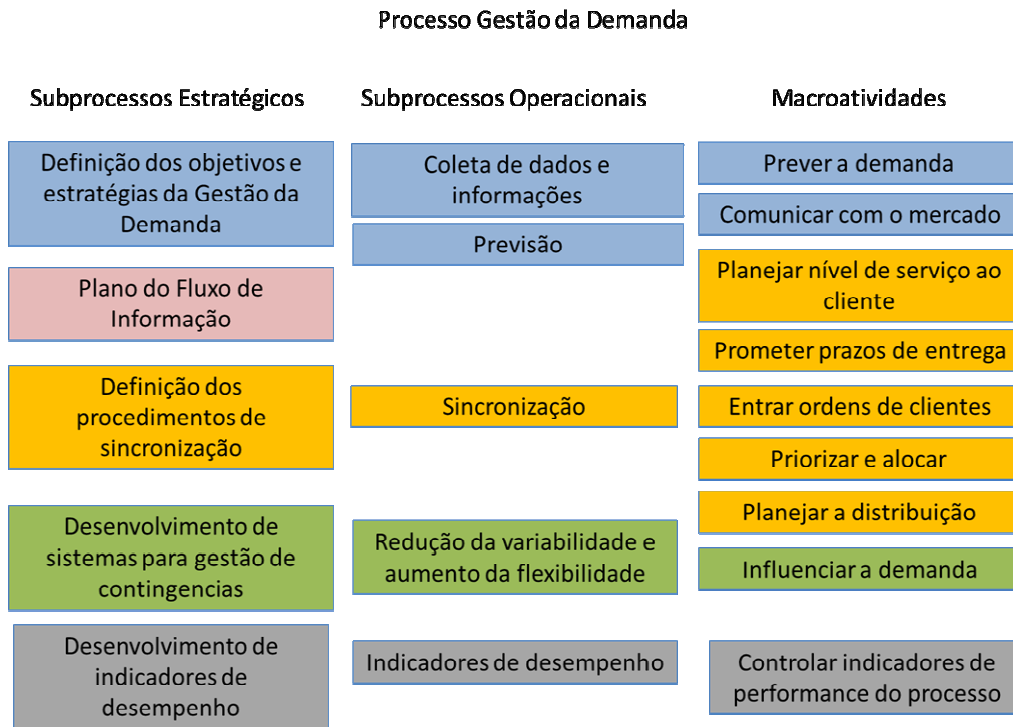 Processo Gestão da Demanda
Subprocessos Estratégicos
Definição dos objetivos e
estratégias da Gestão da
Demanda
Plano do Fluxo de
Informação
Definição dos
procedimentos de
sincronização
Desenvolvimento de
sistemas para gestão de
contingencias
Desenvolvimento de
indicadores de
desempenho
Subprocessos Operacionais
Coleta de dados e
informações
Previsão
Sincronização
Redução da variabilidade e
aumento da flexibilidade
Indicadores de desempenho
Macroatividades
Prever a demanda
Comunicar com o mercado
Planejar nível de serviço ao
cliente
Prometer prazos de entrega
Entrar ordens de clientes
Priorizar e alocar
Planejar a distribuição
Influenciar a demanda
Controlar indicadores de
performance do processo